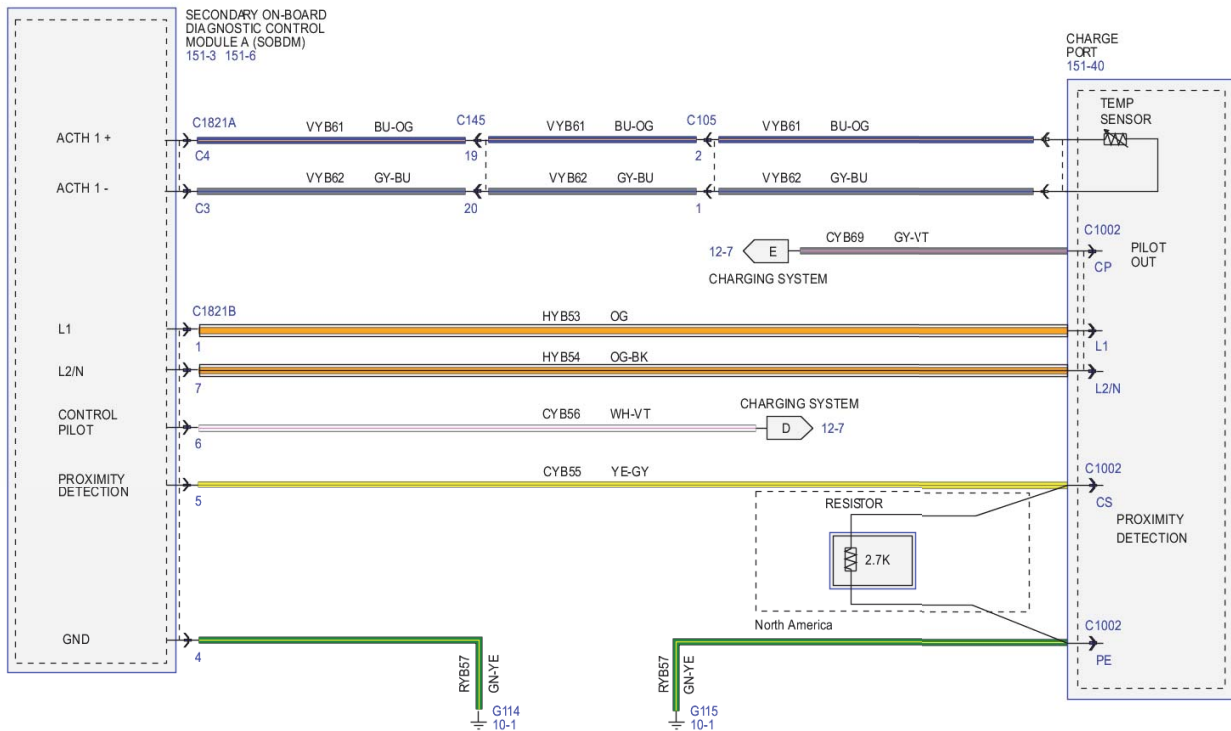 SECONDARY ON-BOARD
DIAGNOSTIC CONTROL
MODULE A (SOBDM)
151-3 151-6
CHARGE
PORT
151-40
TEMP
SENSOR
ACTH 1 +
C1821A
VYB61 BU-OG
C145
VYB61 BU-OG
C105
VYB61 BU-OG
C4
19
2
ACTH 1 -
VYB62 GY-BU
VYB62 GY-BU
VYB62 GY-BU
C3
20
1
12-7
E
CHARGING SYSTEM
CYB69 GY-VT
C1002
CP
PILOT
OUT
L1
C1821B
HYB53 OG
1
L1
L2/N
HYB54 OG-BK
7
L2/N
CONTROL
PILOT
CYB56 WH-VT
CHARGING SYSTEM
D
12-7
6
PROXIMITY
DETECTION
CYB55 YE-GY
5
C1002
CS
RESISTOR
2.7K
North America
PROXIMITY
DETECTION
GND
4
C1002
PE
RYB57
GN-YE
G114
10-1
RYB57
GN-YE
G115
10-1